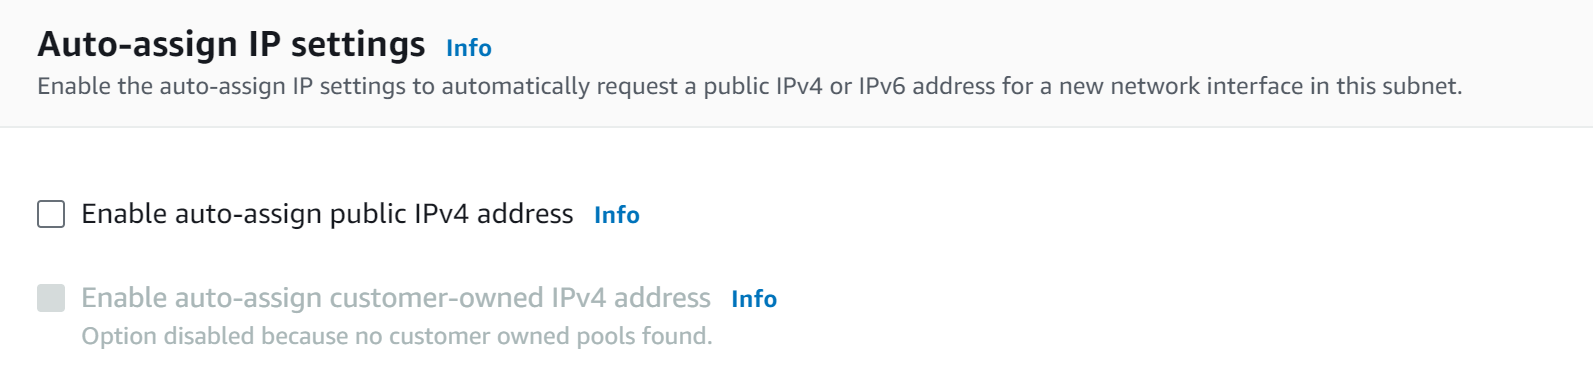 Auto-assign IP settings Info
Enable the auto-assign IP settings to automatically request a public IPv4 or IPv6 address for a new network interface in this subnet.
Enable auto-assign public IPv4 address Info
Enable auto-assign customer-owned IPv4 address Info
Option disabled because no customer owned pools found.